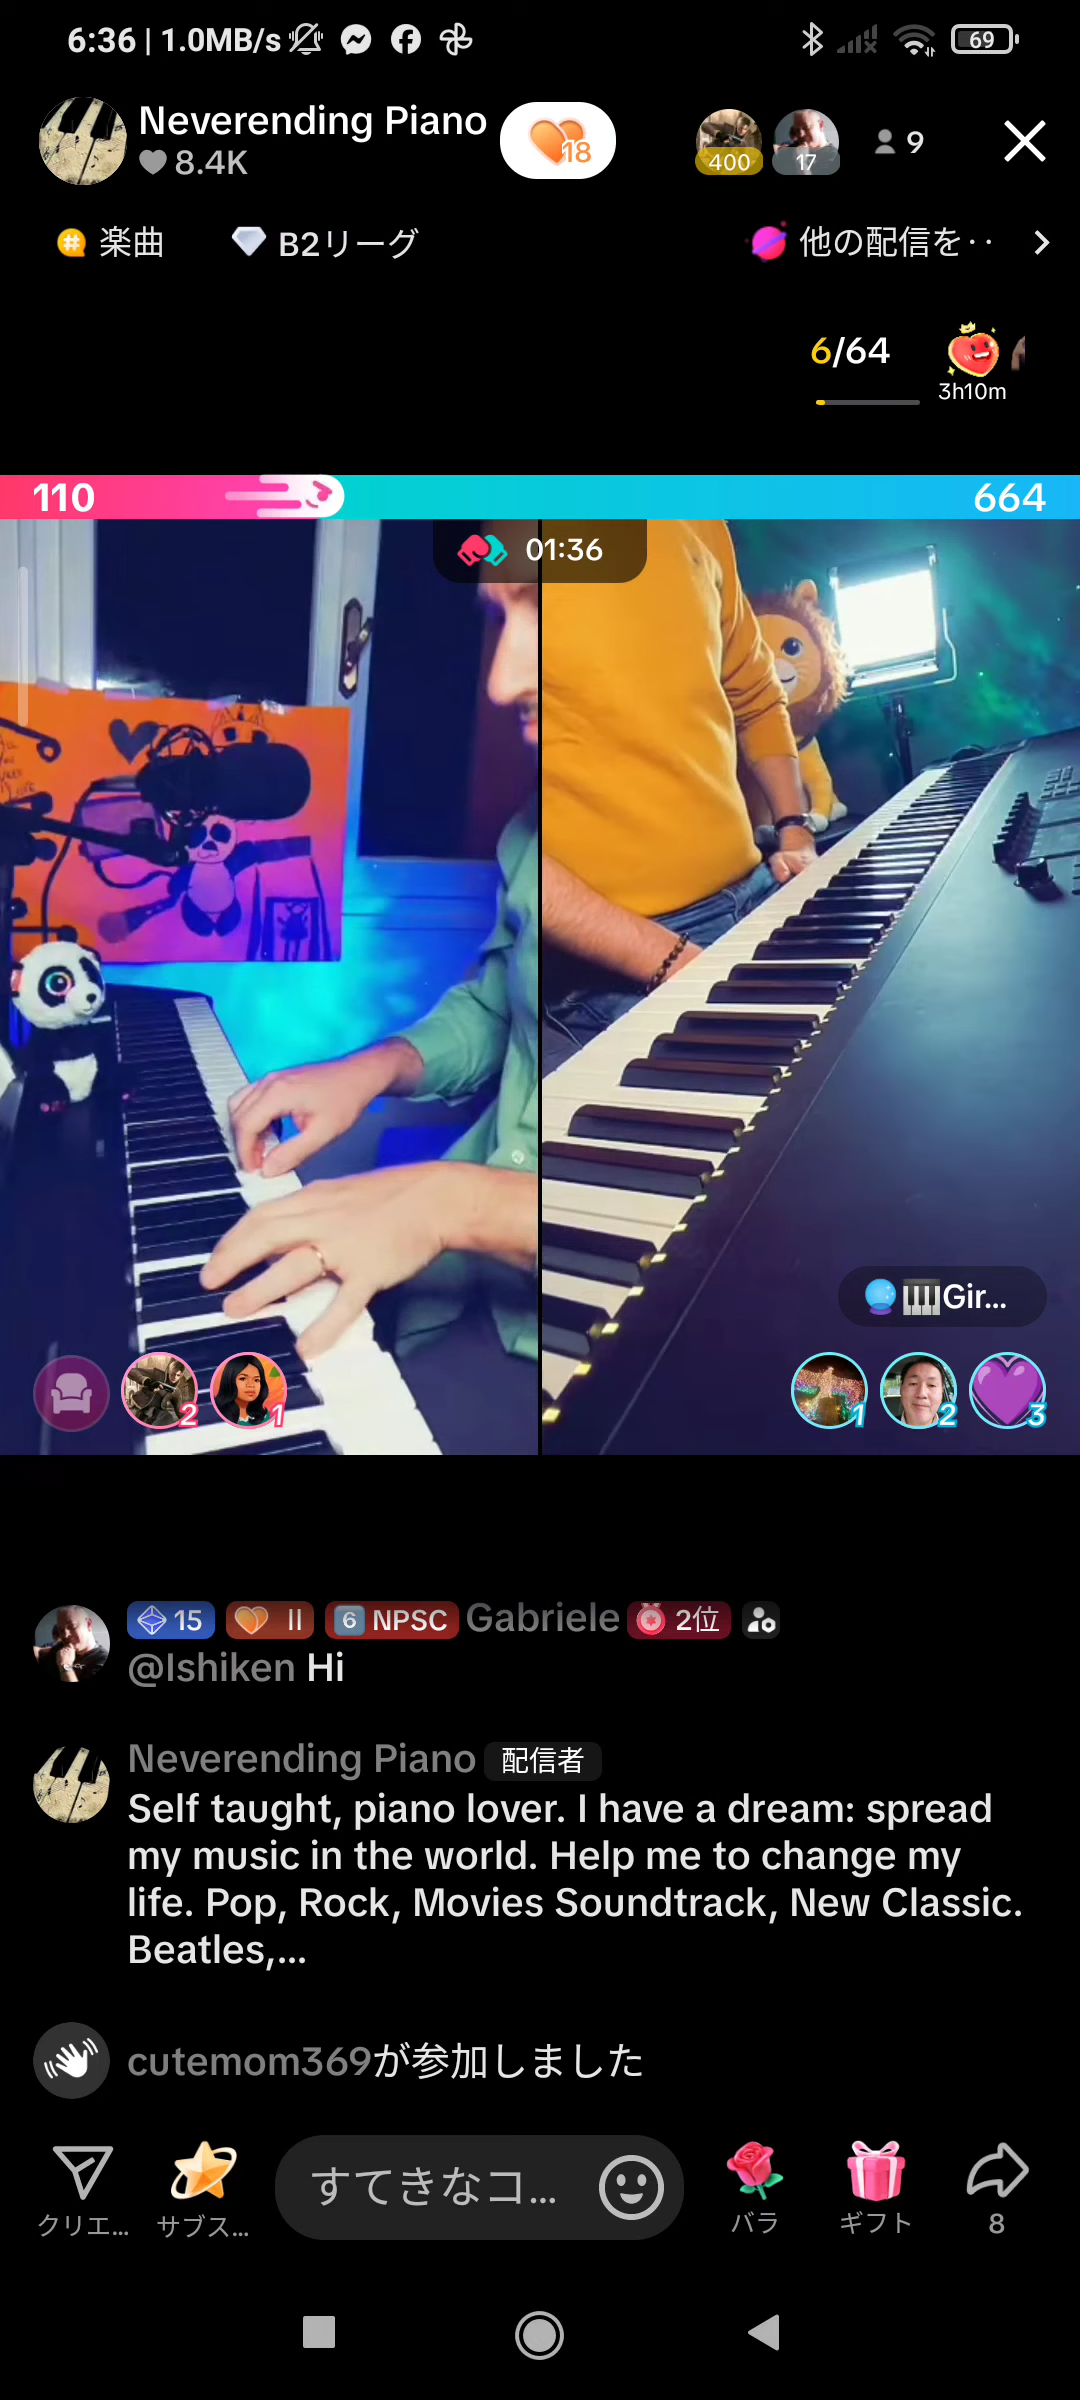 6:36 | 1.0MB/s
69
Neverending Piano
8.4K
18
400
17
9
楽曲
B2リーグ
他の配信を··
6/64
3h10m
110
664
01:36
Gir...
2
1
1
2
3
15
II
6 NPSC
Gabriele
2位
@Ishiken Hi
Neverending Piano 配信者
Self taught, piano lover. I have a dream: spread
my music in the world. Help me to change my
life. Pop, Rock, Movies Soundtrack, New Classic.
Beatles,...
cutemom369が参加しました
すてきなコ...
クリエ...
サブス...
バラ
ギフト
8